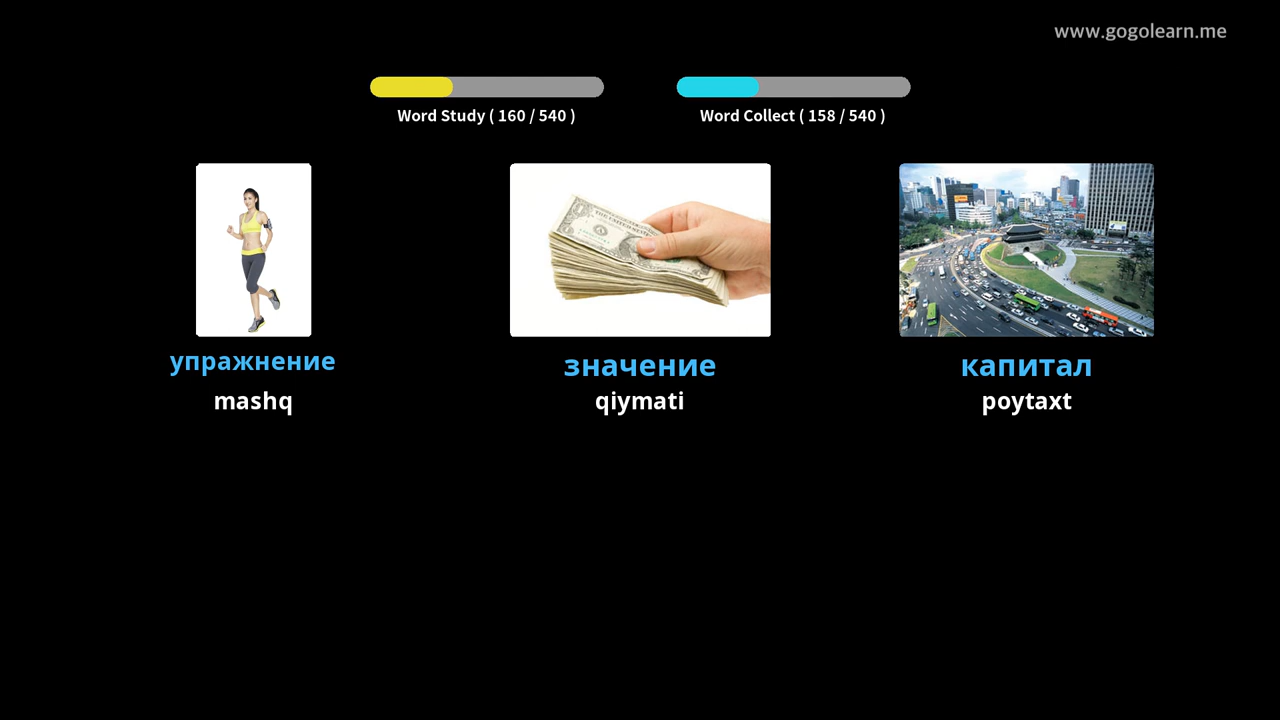 www.gogolearn.me
Word Study ( 160 / 540 )
Word Collect ( 158 / 540 )
упражнение
mashq
значение
qiymati
капитал
poytaxt